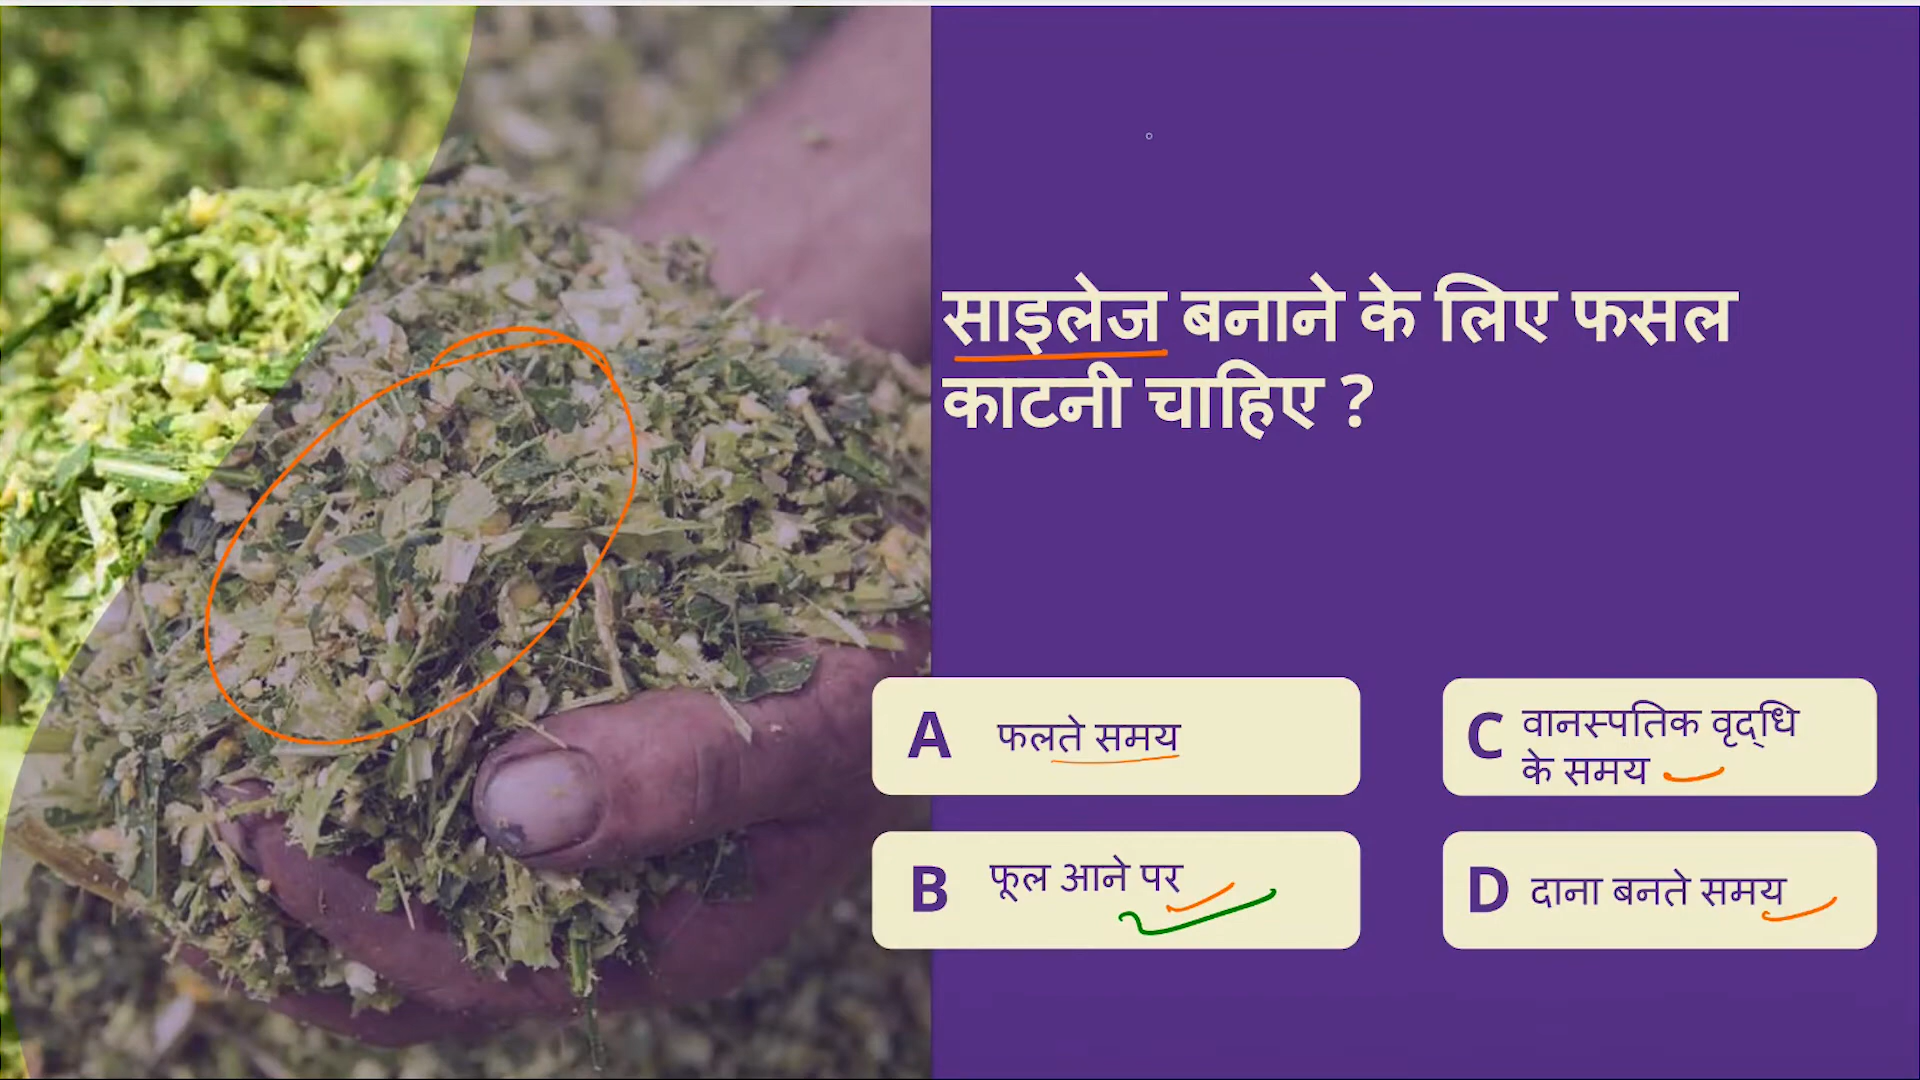 साइलेज बनाने के लिए फसल
काटनी चाहिए ?
A फलते समय
B फूल आने पर
C वानस्पतिक वृद्धि
के समय
D दाना बनते समय